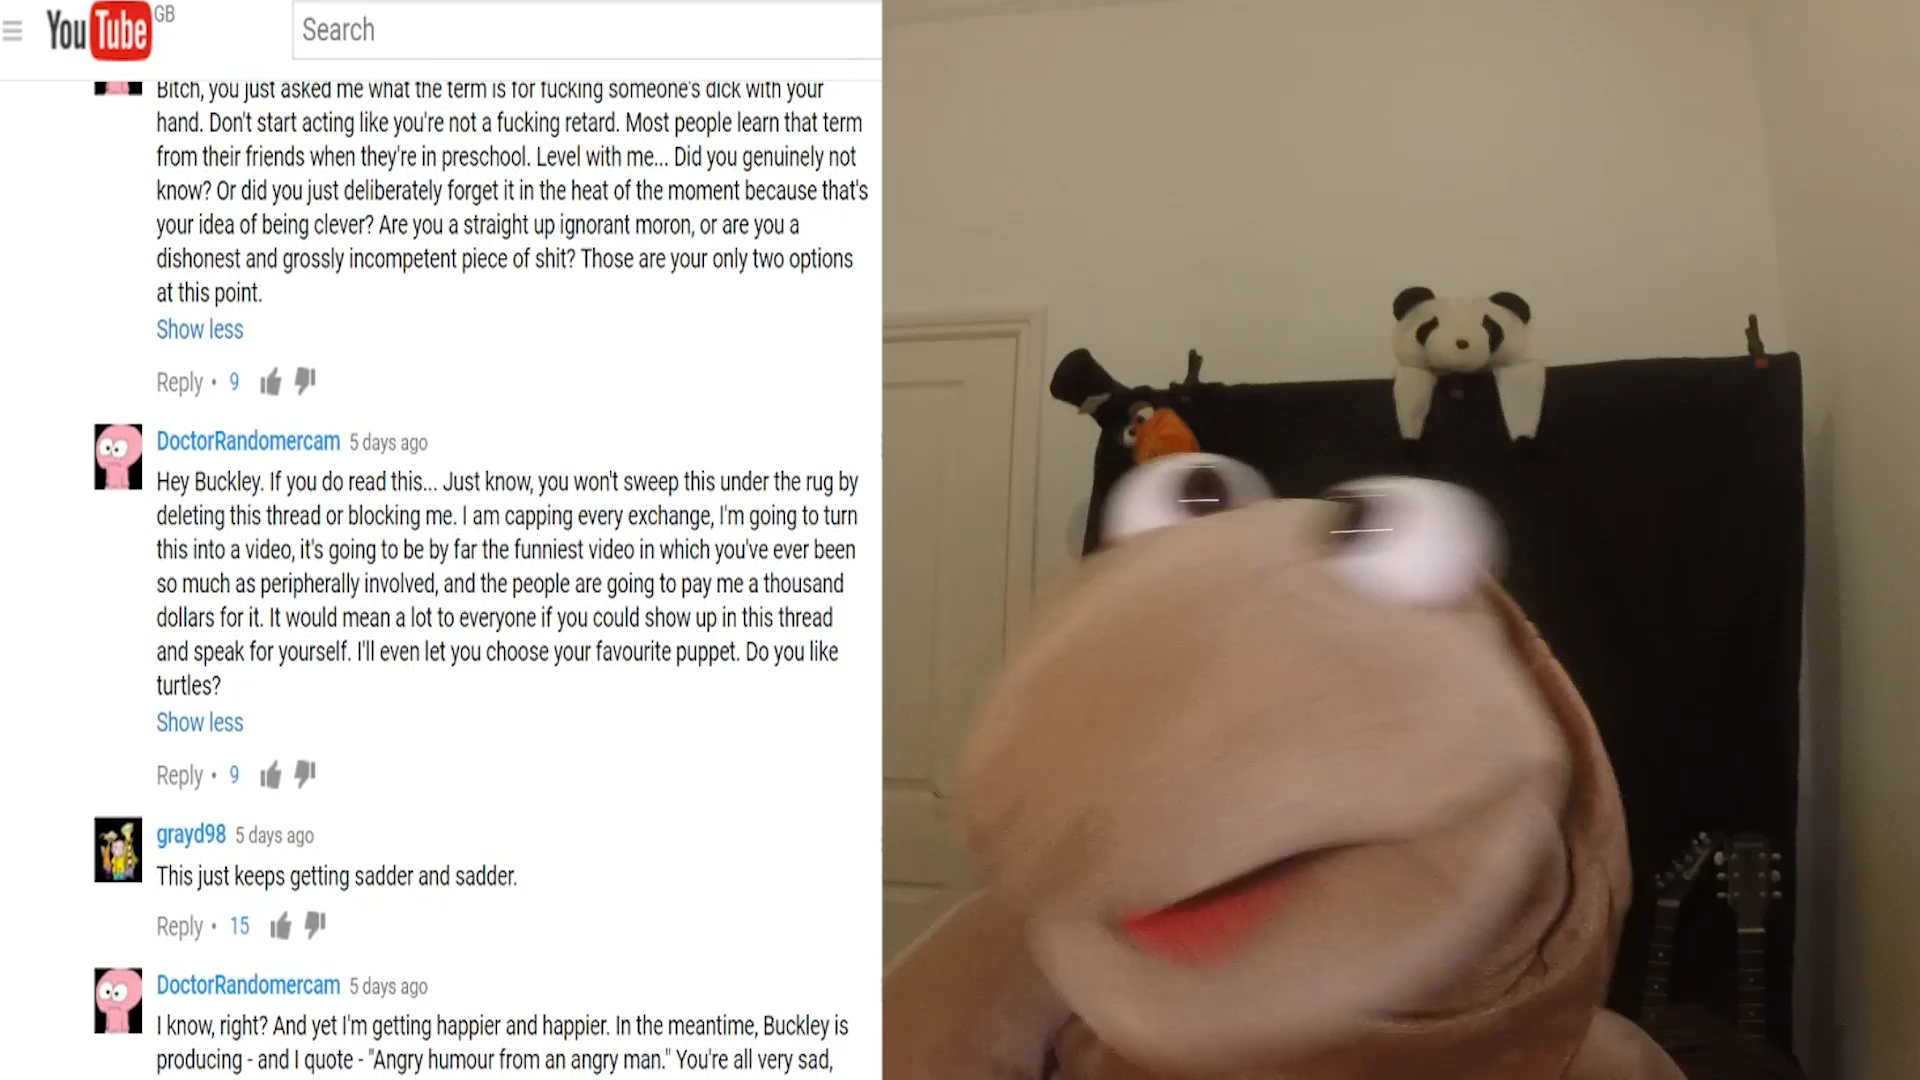 YouTube GB
Search
Bitch, you just asked me what the term is for fucking someone's dick with your
hand. Don't start acting like you're not a fucking retard. Most people learn that term
from their friends when they're in preschool. Level with me... Did you genuinely not
know? Or did you just deliberately forget it in the heat of the moment because that's
your idea of being clever? Are you a straight up ignorant moron, or are you a
dishonest and grossly incompetent piece of shit? Those are your only two options
at this point.
Show less
Reply • 9
DoctorRandomercam 5 days ago
Hey Buckley. If you do read this... Just know, you won't sweep this under the rug by
deleting this thread or blocking me. I am capping every exchange, I'm going to turn
this into a video, it's going to be by far the funniest video in which you've ever been
so much as peripherally involved, and the people are going to pay me a thousand
dollars for it. It would mean a lot to everyone if you could show up in this thread
and speak for yourself. I'll even let you choose your favourite puppet. Do you like
turtles?
Show less
Reply • 9
grayd98 5 days ago
This just keeps getting sadder and sadder.
Reply • 15
DoctorRandomercam 5 days ago
I know, right? And yet I'm getting happier and happier. In the meantime, Buckley is
producing - and I quote - "Angry humour from an angry man." You're all very sad,